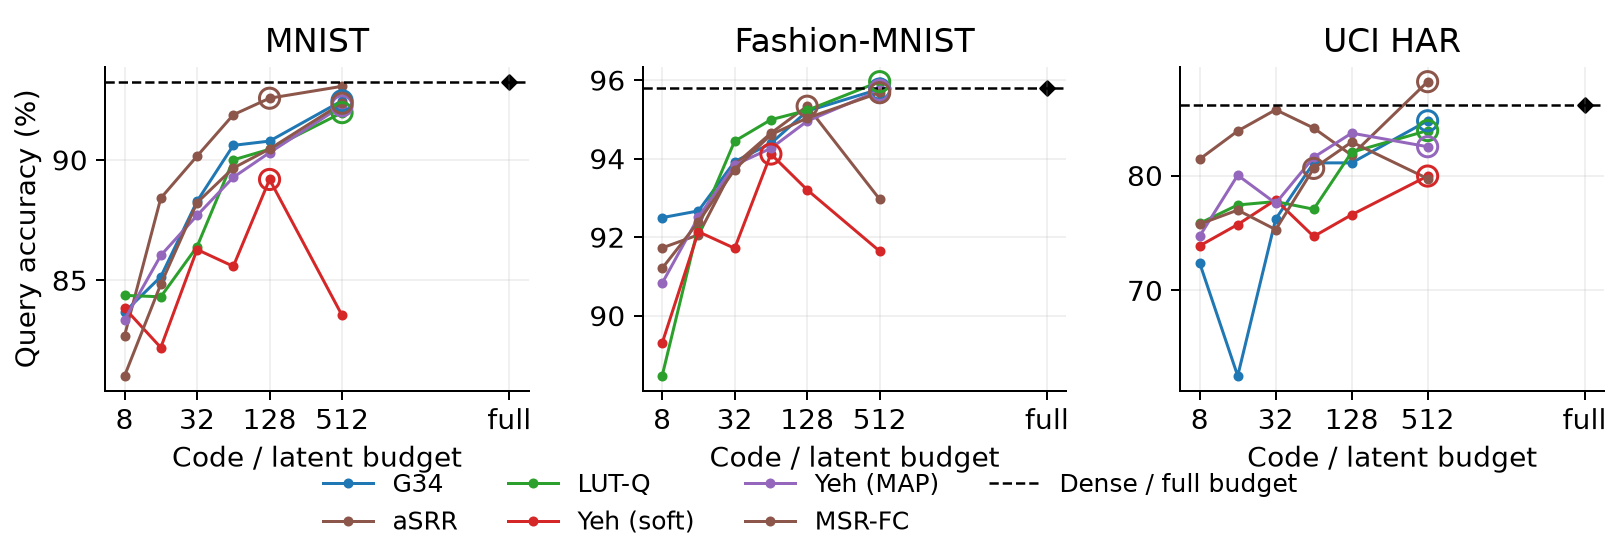 MNIST
Fashion-MNIST
UCI HAR
Query accuracy (%)
90
85
96
94
92
90
80
70
8 32 128 512 full
8 32 128 512 full
8 32 128 512 full
Code / latent budget
Code / latent budget
Code / latent budget
G34 LUT-Q Yeh (MAP) Dense / full budget
aSRR Yeh (soft) MSR-FC